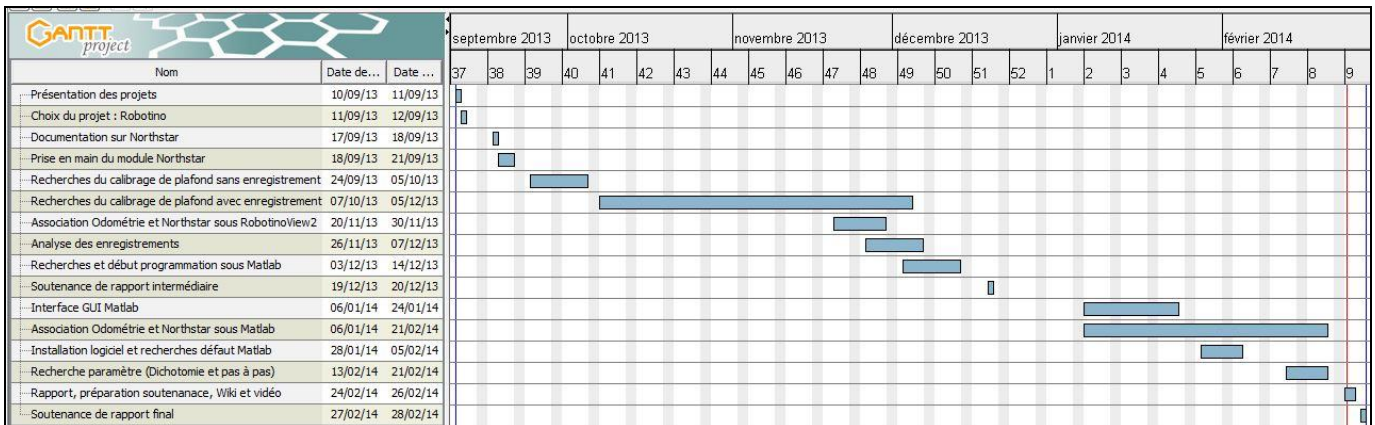 GANTT
project
septembre 2013 octobre 2013 novembre 2013 décembre 2013 janvier 2014 février 2014
Nom Date de... Date ... 37 38 39 40 41 42 43 44 45 46 47 48 49 50 51 52 1 2 3 4 5 6 7 8 9
Présentation des projets 10/09/13 11/09/13
Choix du projet : Robotino 11/09/13 12/09/13
Documentation sur Northstar 17/09/13 18/09/13
Prise en main du module Northstar 18/09/13 21/09/13
Recherches du calibrage de plafond sans enregistrement 24/09/13 05/10/13
Recherches du calibrage de plafond avec enregistrement 07/10/13 05/12/13
Association Odométrie et Northstar sous RobotinoView2 20/11/13 30/11/13
Analyse des enregistrements 26/11/13 07/12/13
Recherches et début programmation sous Matlab 03/12/13 14/12/13
Soutenance de rapport intermédiaire 19/12/13 20/12/13
Interface GUI Matlab 06/01/14 24/01/14
Association Odométrie et Northstar sous Matlab 06/01/14 21/02/14
Installation logiciel et recherches défaut Matlab 28/01/14 05/02/14
Recherche paramètre (Dichotomie et pas à pas) 13/02/14 21/02/14
Rapport, préparation soutenanace, Wiki et vidéo 24/02/14 26/02/14
Soutenance de rapport final 27/02/14 28/02/14